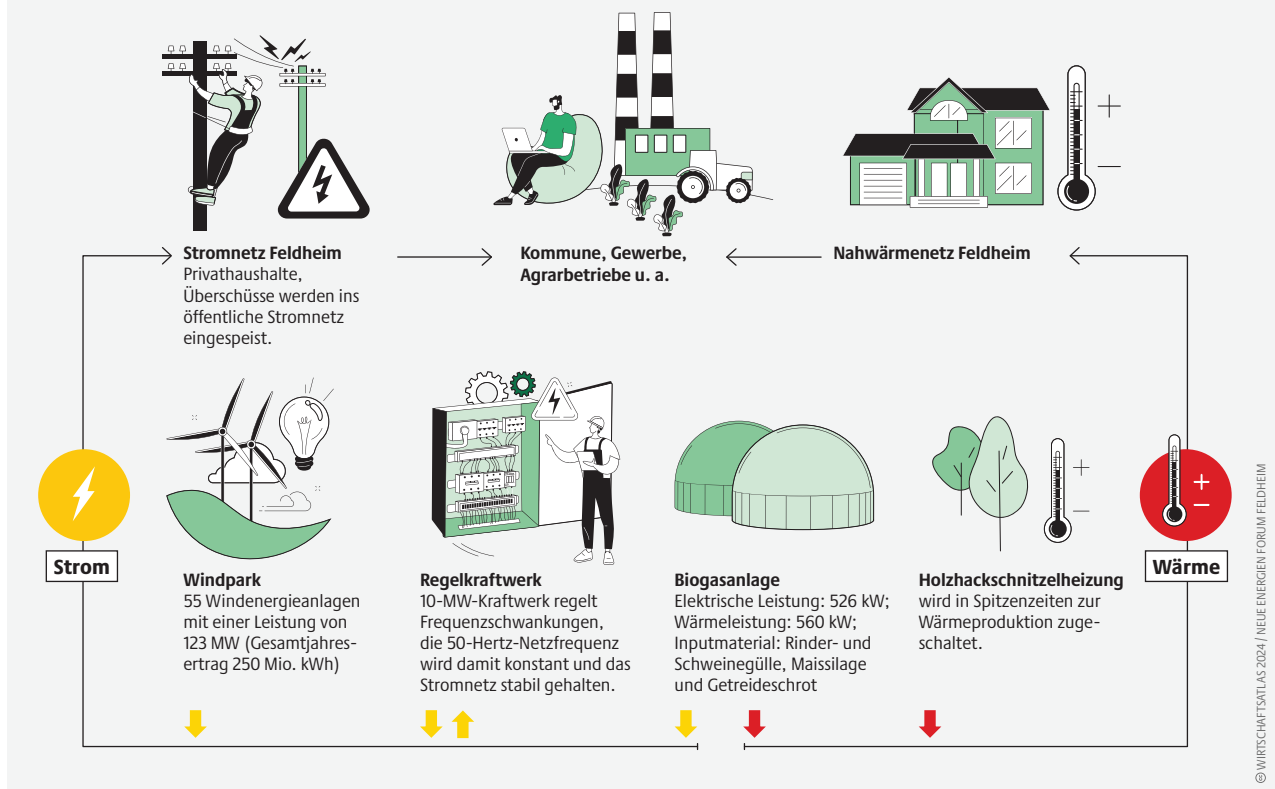 Stromnetz Feldheim
Privathaushalte,
Überschüsse werden ins
öffentliche Stromnetz
eingespeist.
Kommune, Gewerbe,
Agrarbetriebe u. a.
Nahwärmenetz Feldheim
+
–
Strom
Windpark
55 Windenergieanlagen
mit einer Leistung von
123 MW (Gesamtjahres-
ertrag 250 Mio. kWh)
Regelkraftwerk
10-MW-Kraftwerk regelt
Frequenzschwankungen,
die 50-Hertz-Netzfrequenz
wird damit konstant und das
Stromnetz stabil gehalten.
Biogasanlage
Elektrische Leistung: 526 kW;
Wärmeleistung: 560 kW;
Inputmaterial: Rinder- und
Schweinegülle, Maissilage
und Getreideschrot
Holzhackschnitzelheizung
wird in Spitzenzeiten zur
Wärmeproduktion zuge-
schaltet.
+
–
+
–
Wärme
WIRTSCHAFTSATLAS 2024 / NEUE ENERGIEN FORUM FELDHEIM